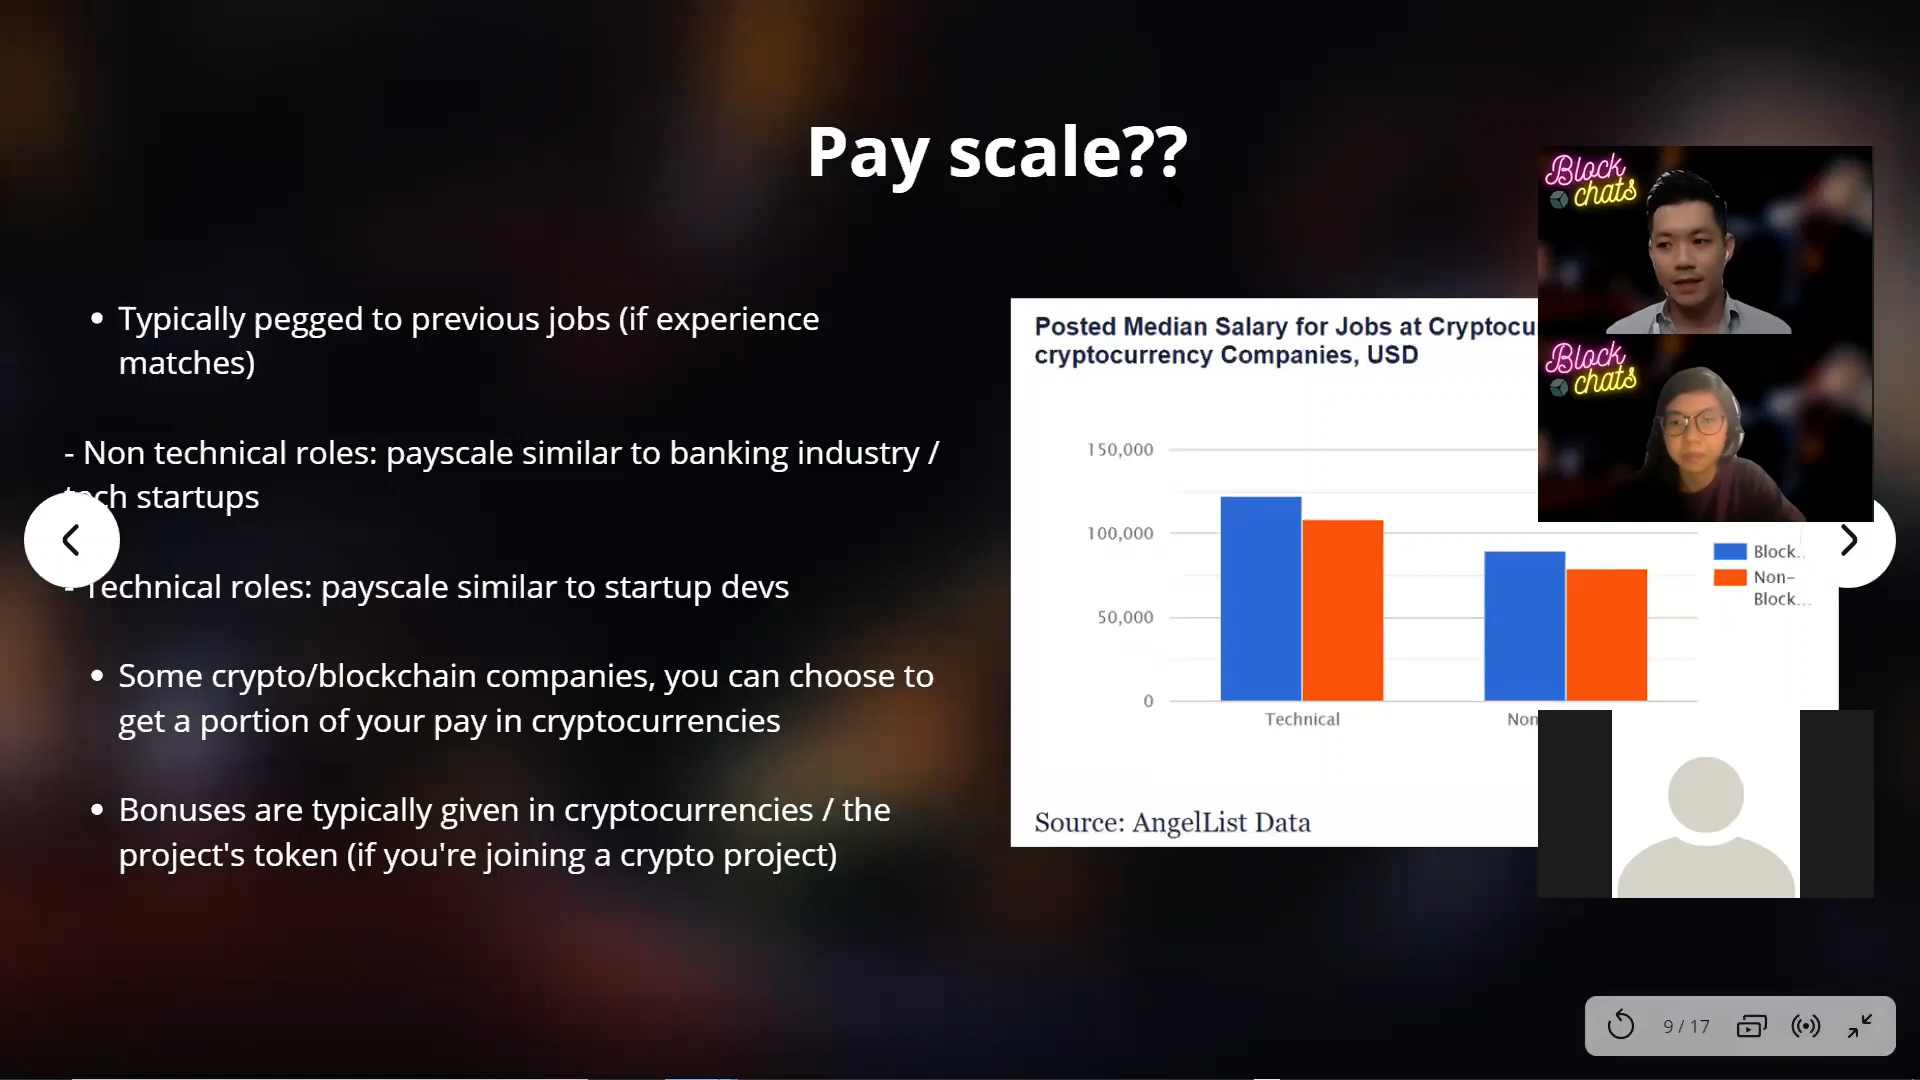 Pay scale??
• Typically pegged to previous jobs (if experience
matches)
- Non technical roles: payscale similar to banking industry /
tech startups
- Technical roles: payscale similar to startup devs
• Some crypto/blockchain companies, you can choose to
get a portion of your pay in cryptocurrencies
• Bonuses are typically given in cryptocurrencies / the
project's token (if you're joining a crypto project)
Posted Median Salary for Jobs at Cryptocu
cryptocurrency Companies, USD
150,000
100,000
50,000
0
Technical
Non
Block...
Non-
Block...
Source: AngelList Data
Block
chats
Block
chats
9 / 17